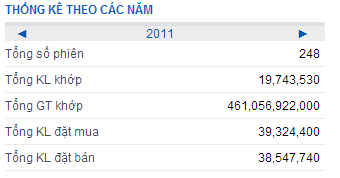 THỐNG KÊ THEO CÁC NĂM
◄ 2011 ►
Tổng số phiên 248
Tổng KL khớp 19,743,530
Tổng GT khớp 461,056,922,000
Tổng KL đặt mua 39,324,400
Tổng KL đặt bán 38,547,740